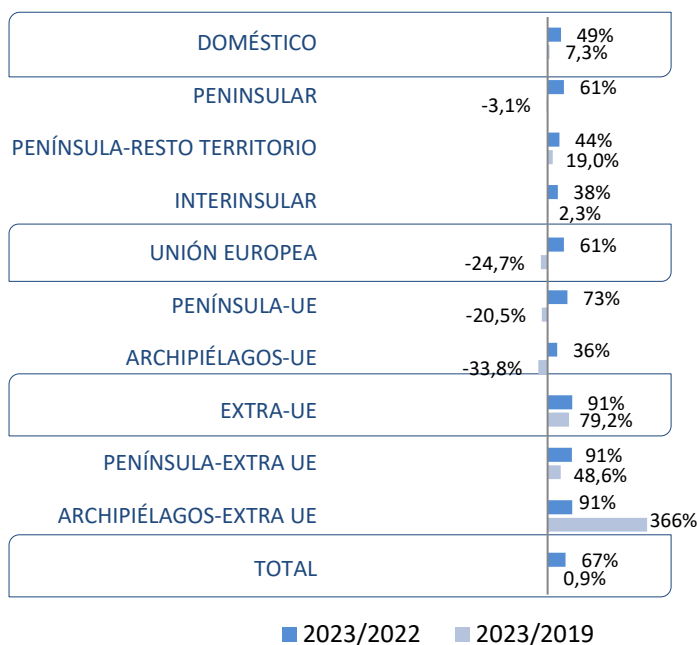 DOMÉSTICO
49%
7,3%
PENINSULAR
61%
-3,1%
PENÍNSULA-RESTO TERRITORIO
44%
19,0%
INTERINSULAR
38%
2,3%
UNIÓN EUROPEA
61%
-24,7%
PENÍNSULA-UE
73%
-20,5%
ARCHIPIÉLAGOS-UE
36%
-33,8%
EXTRA-UE
91%
79,2%
PENÍNSULA-EXTRA UE
91%
48,6%
ARCHIPIÉLAGOS-EXTRA UE
91%
366%
TOTAL
67%
0,9%
2023/2022 2023/2019